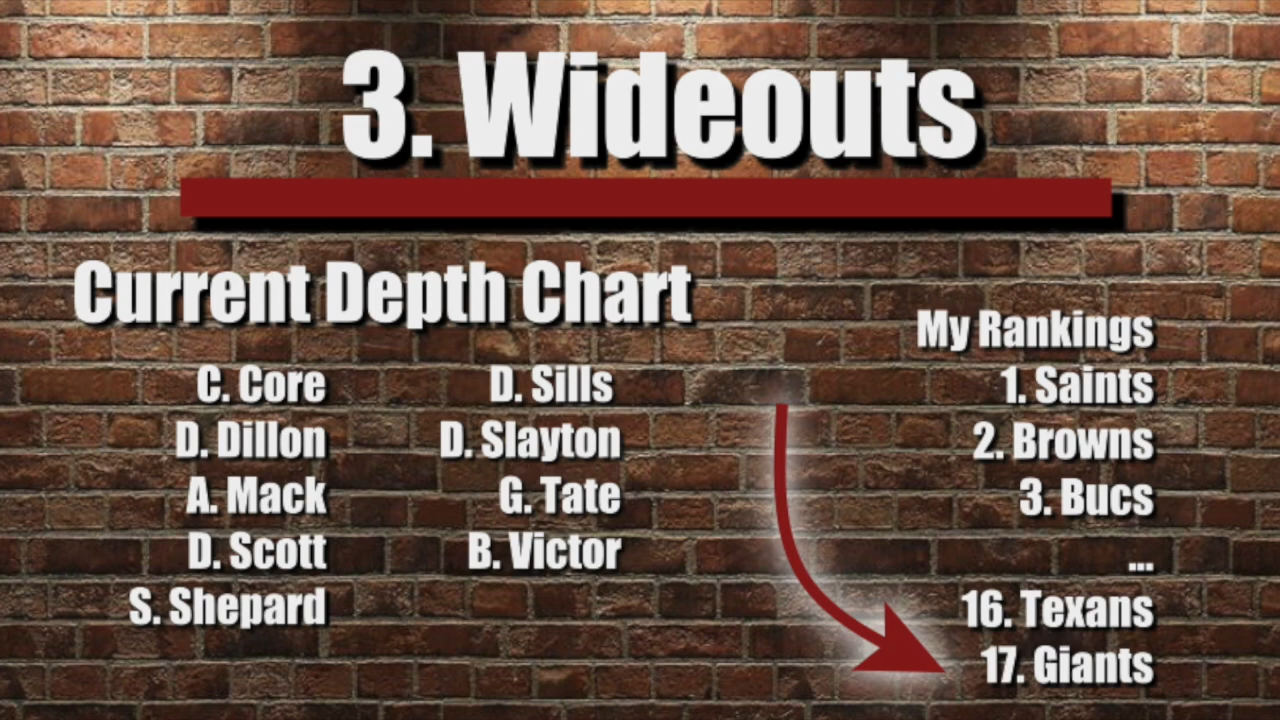 3. Wideouts
Current Depth Chart
C. Core
D. Dillon
A. Mack
D. Scott
S. Shepard
D. Sills
D. Slayton
G. Tate
B. Victor
My Rankings
1. Saints
2. Browns
3. Bucs
...
16. Texans
17. Giants